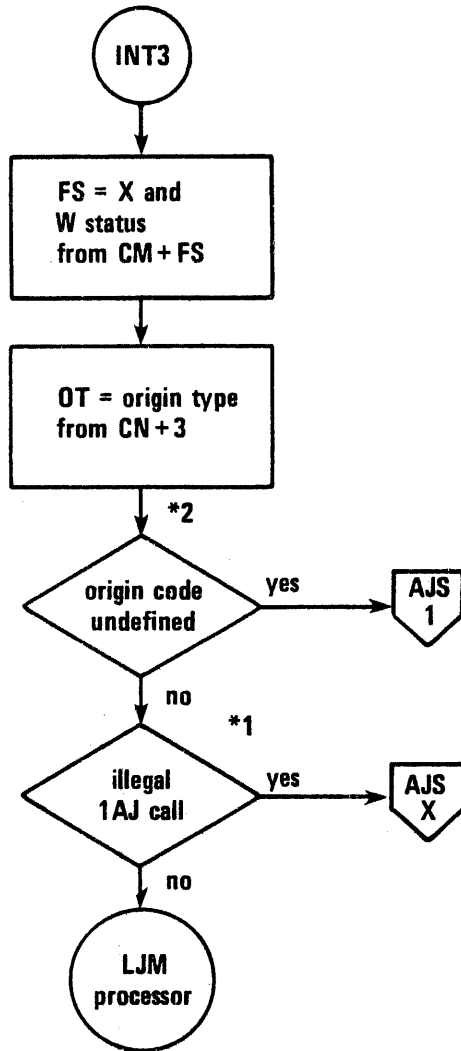 INT3
FS = X and
W status
from CM + FS
OT = origin type
from CN + 3
*2
origin code
undefined
yes
AJS
1
no
*1
illegal
1AJ call
yes
AJS
X
no
LJM
processor